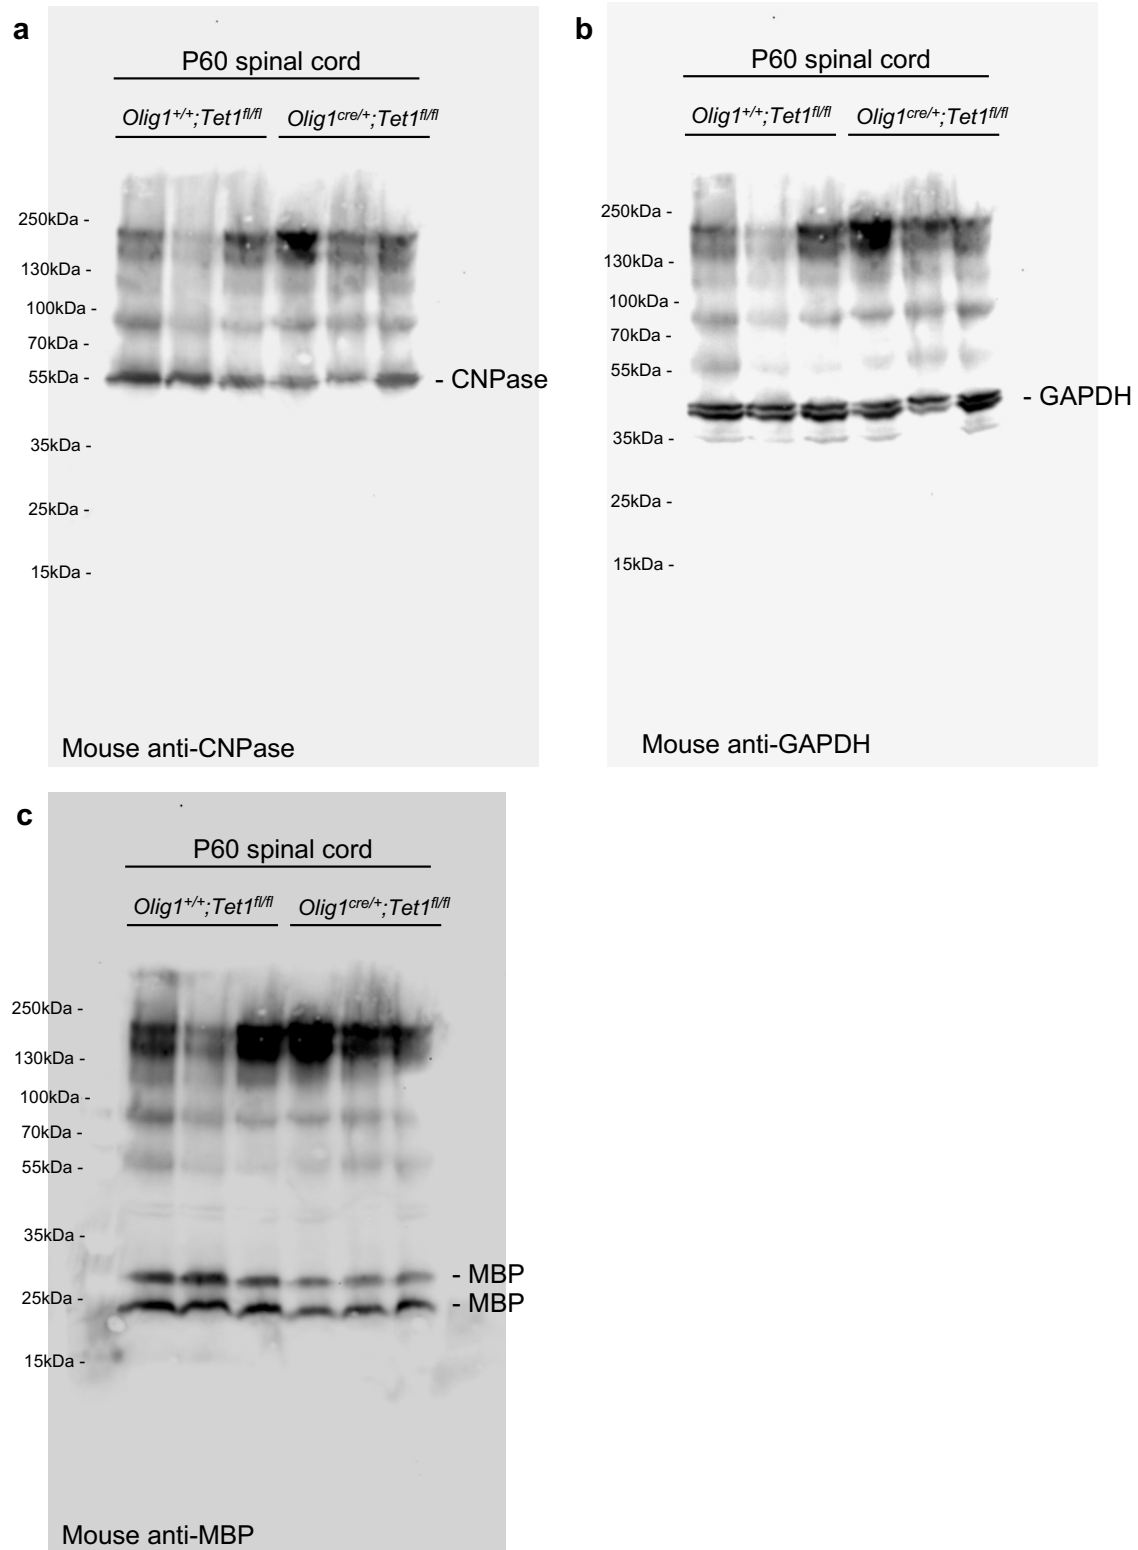 a
P60 spinal cord
Olig1+/+;Tet1fl/fl Olig1cre/+;Tet1fl/fl
250kDa -
130kDa -
100kDa -
70kDa -
55kDa -
- CNPase
35kDa -
25kDa -
15kDa -
Mouse anti-CNPase
b
P60 spinal cord
Olig1+/+;Tet1fl/fl Olig1cre/+;Tet1fl/fl
250kDa -
130kDa -
100kDa -
70kDa -
55kDa -
- GAPDH
35kDa -
25kDa -
15kDa -
Mouse anti-GAPDH
c
P60 spinal cord
Olig1+/+;Tet1fl/fl Olig1cre/+;Tet1fl/fl
250kDa -
130kDa -
100kDa -
70kDa -
55kDa -
35kDa -
- MBP
25kDa -
- MBP
15kDa -
Mouse anti-MBP